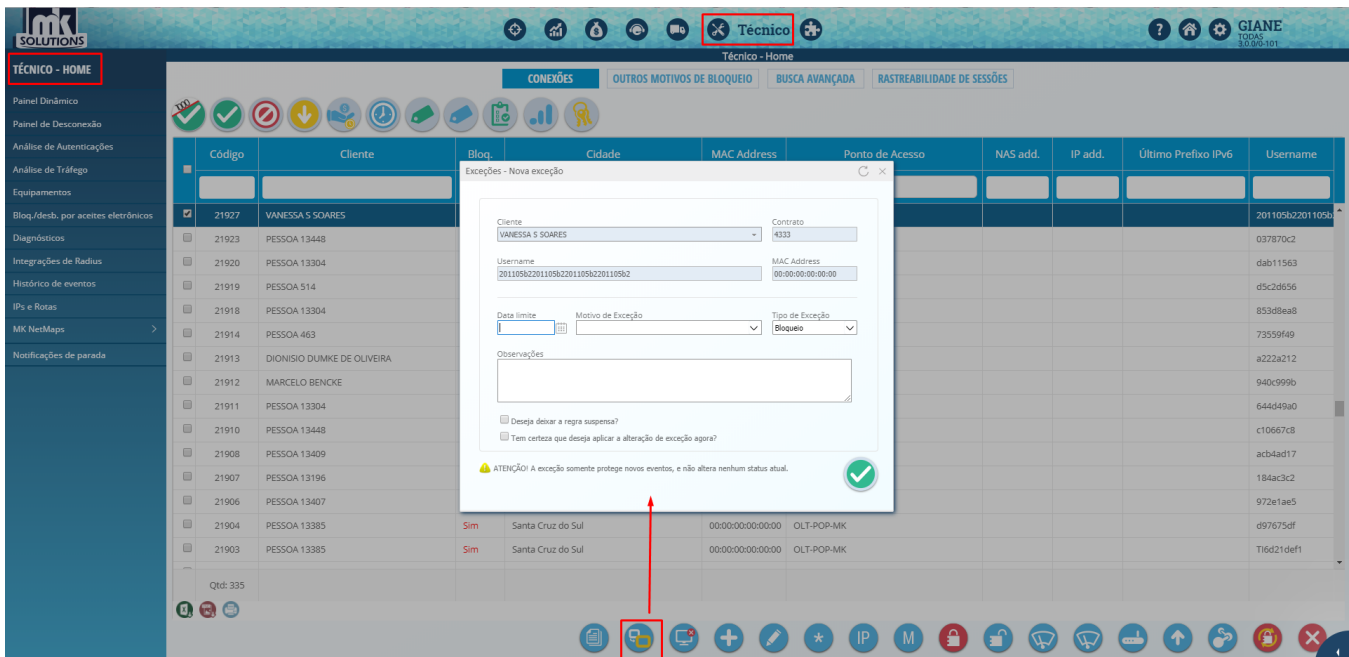 mk
SOLUTIONS
Técnico
GIANE
TODAS
3.0.0/0-101
Técnico - Home
TÉCNICO - HOME
CONEXÕES
OUTROS MOTIVOS DE BLOQUEIO
BUSCA AVANÇADA
RASTREABILIDADE DE SESSÕES
Painel Dinâmico
Painel de Desconexão
Análise de Autenticações
Análise de Tráfego
Equipamentos
Bloq./desb. por aceites eletrônicos
Diagnósticos
Integrações de Radius
Histórico de eventos
IPs e Rotas
MK NetMaps
Notificações de parada
TODO
Código Cliente Bloq. Cidade MAC Address Ponto de Acesso NAS add. IP add. Último Prefixo IPv6 Username
21927 VANESSA S SOARES 201105b2201105b
21923 PESSOA 13448 037870c2
21920 PESSOA 13304 dab11563
21919 PESSOA 514 d5c2d656
21918 PESSOA 13304 853d8ea8
21914 PESSOA 463 73559f49
21913 DIONISIO DUMKE DE OLIVEIRA a222a212
21912 MARCELO BENCKE 940c999b
21911 PESSOA 13304 644d49a0
21910 PESSOA 13448 c10667c8
21908 PESSOA 13409 acb4ad17
21907 PESSOA 13196 184ac3c2
21906 PESSOA 13407 972e1ae5
21904 PESSOA 13385 Sim Santa Cruz do Sul 00:00:00:00:00:00 OLT-POP-MK d97675df
21903 PESSOA 13385 Sim Santa Cruz do Sul 00:00:00:00:00:00 OLT-POP-MK TI6d21def1
Qtd: 335
Exceções - Nova exceção
Cliente Contrato
VANESSA S SOARES 4333
Username MAC Address
201105b2201105b2201105b2201105b2 00:00:00:00:00:00
Data limite Motivo de Exceção Tipo de Exceção
Bloqueio
Observações
Deseja deixar a regra suspensa?
Tem certeza que deseja aplicar a alteração de exceção agora?
ATENÇÃO! A exceção somente protege novos eventos, e não altera nenhum status atual.
IP
M